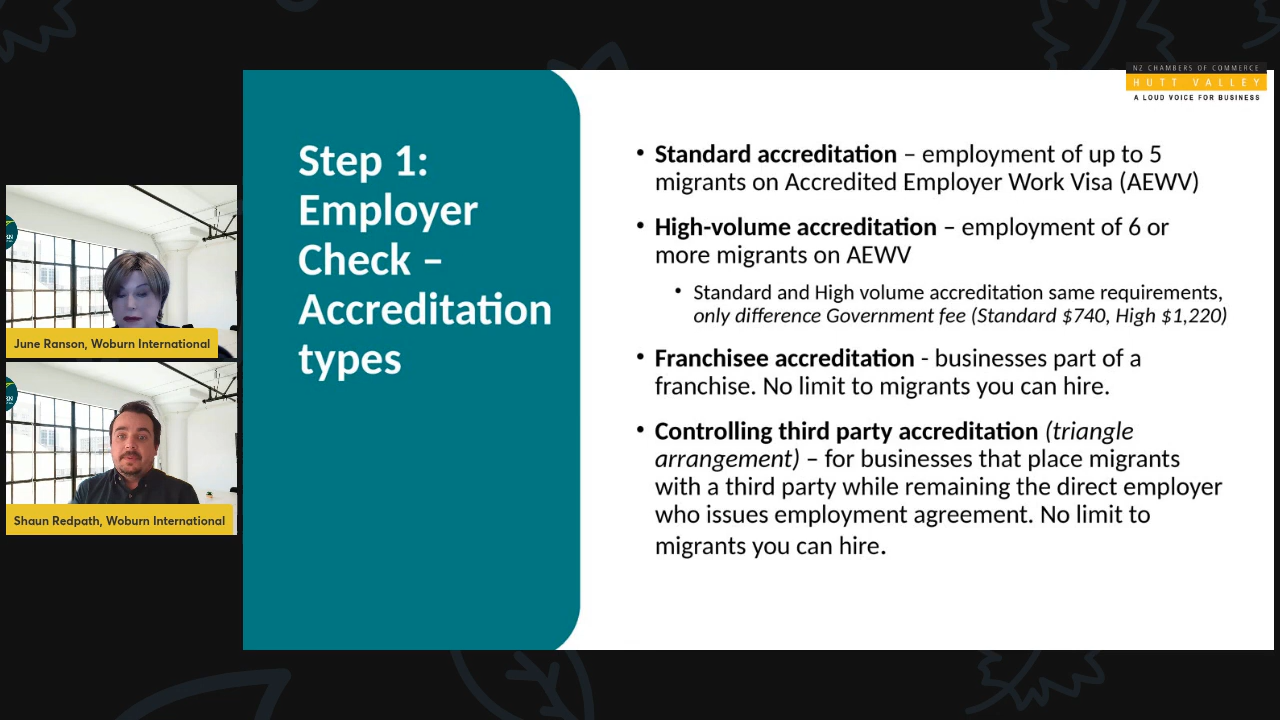 NZ CHAMBERS OF COMMERCE
HUTT VALLEY
A LOUD VOICE FOR BUSINESS
Step 1:
Employer
Check –
Accreditation
types
• Standard accreditation – employment of up to 5
migrants on Accredited Employer Work Visa (AEWV)
• High-volume accreditation – employment of 6 or
more migrants on AEWV
• Standard and High volume accreditation same requirements,
only difference Government fee (Standard $740, High $1,220)
• Franchisee accreditation - businesses part of a
franchise. No limit to migrants you can hire.
• Controlling third party accreditation (triangle
arrangement) – for businesses that place migrants
with a third party while remaining the direct employer
who issues employment agreement. No limit to
migrants you can hire.
June Ranson, Woburn International
Shaun Redpath, Woburn International